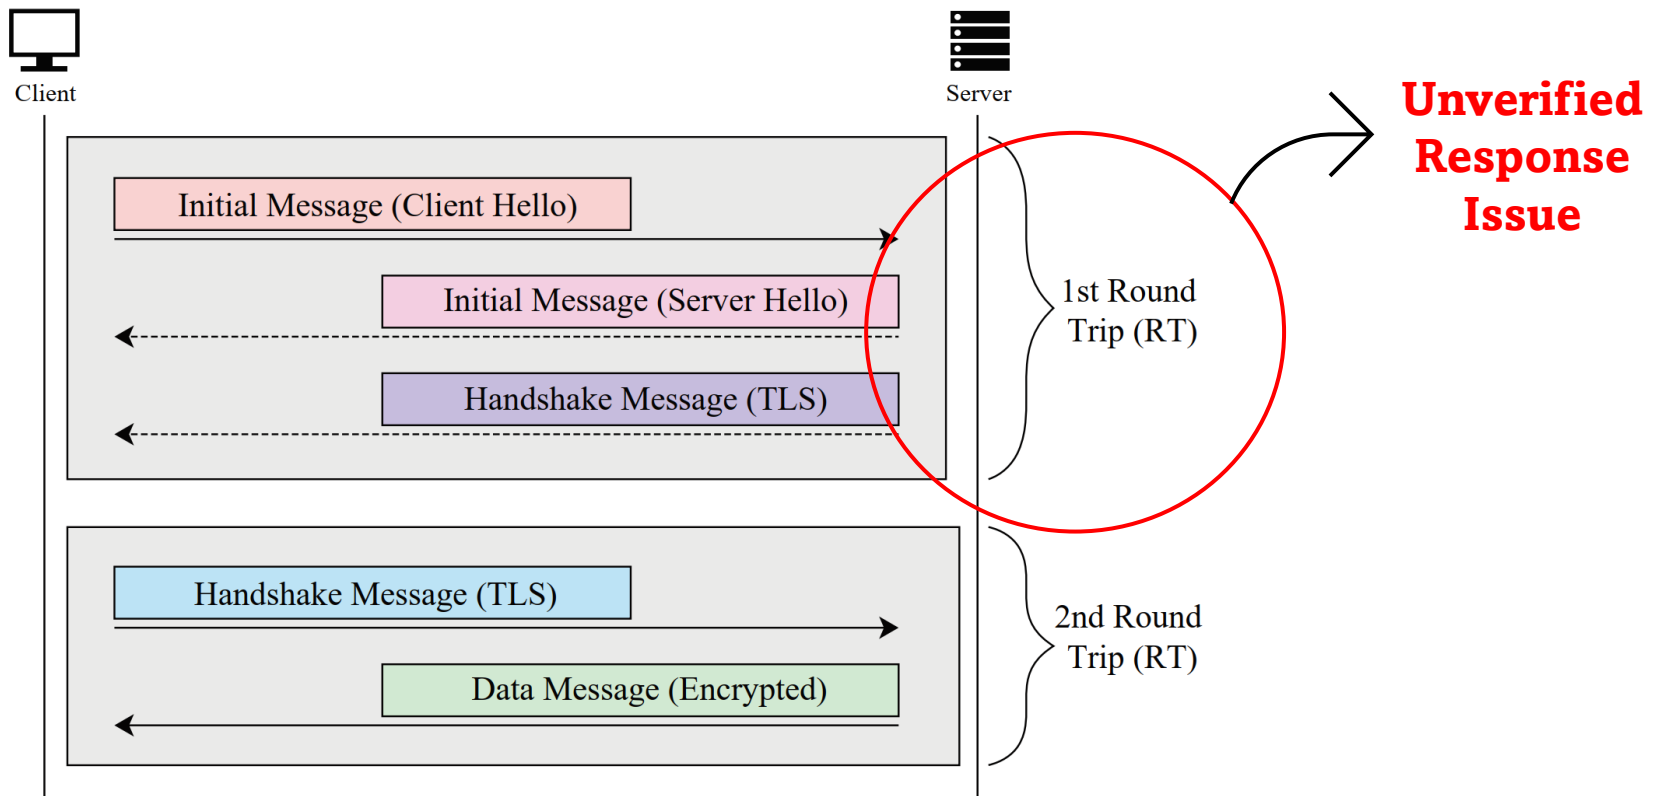 Client
Server
Unverified
Response
Issue
Initial Message (Client Hello)
Initial Message (Server Hello)
1st Round
Trip (RT)
Handshake Message (TLS)
Handshake Message (TLS)
2nd Round
Trip (RT)
Data Message (Encrypted)